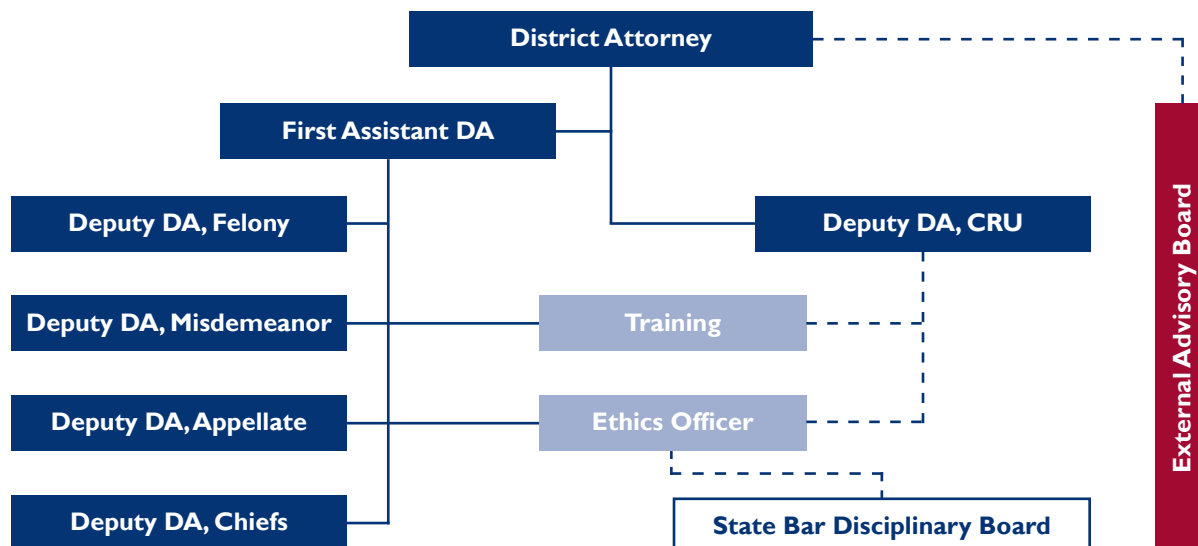 District Attorney
First Assistant DA
Deputy DA, Felony
Deputy DA, CRU
Deputy DA, Misdemeanor
Training
Deputy DA, Appellate
Ethics Officer
Deputy DA, Chiefs
State Bar Disciplinary Board
External Advisory Board